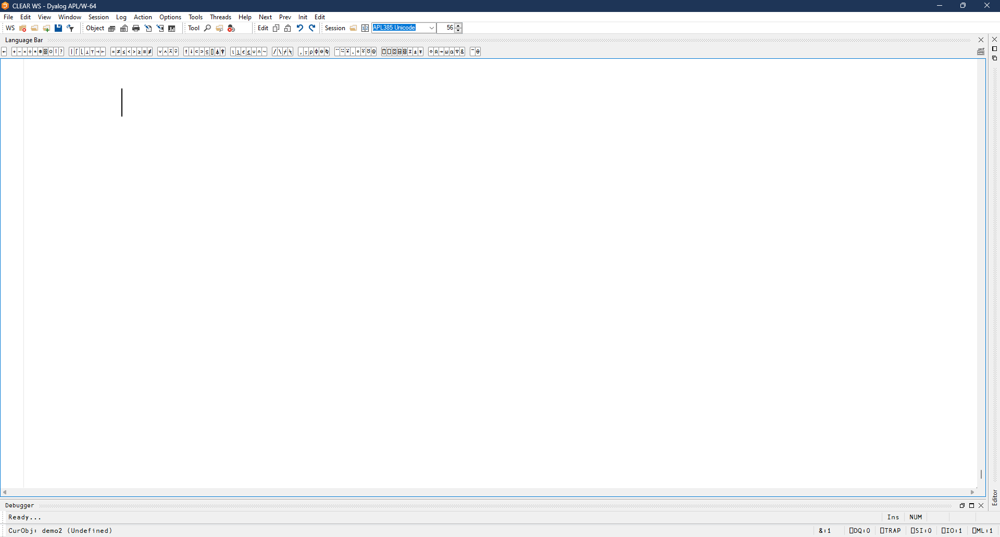 CLEAR WS - Dyalog APL/W-64
File Edit View Window Session Log Action Options Tools Threads Help Next Prev Init Edit
WS Object Tool Edit Session APL385 Unicode 56
Language Bar
← +-×÷*⍟⌹○!? |⌈⌊⊥⊤⊣⊢ =≠≤<>≥≡≢ ∨∧⍲⍱ ↑↓⊂⊃⊆⌷⍋⍒ ⍳⍸∊⍷∪∩~ /\⌿⍀ ,⍪⍴⌽⊖⍉ ¨⍨⍣.∘⍤⍥@ ⍞⎕⍠⌸⌺⌶⍎⍕ ⋄⍝→⍵⍺∇& ¯⍬
Editor
Debugger
Ready...
Ins NUM
CurObj: demo2 (Undefined)
&:1 ⎕DQ:0 ⎕TRAP ⎕SI:0 ⎕IO:1 ⎕ML:1